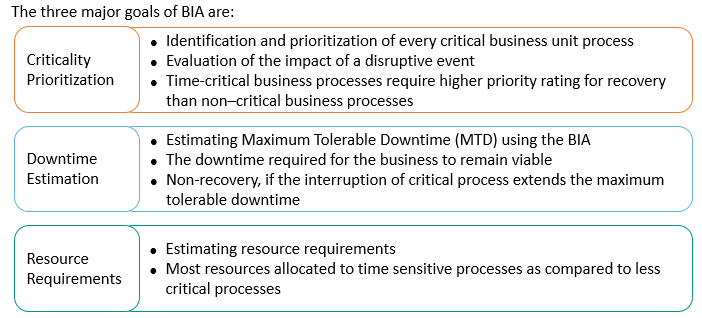 The three major goals of BIA are:
Criticality
Prioritization
• Identification and prioritization of every critical business unit process
• Evaluation of the impact of a disruptive event
• Time-critical business processes require higher priority rating for recovery
than non–critical business processes
Downtime
Estimation
• Estimating Maximum Tolerable Downtime (MTD) using the BIA
• The downtime required for the business to remain viable
• Non-recovery, if the interruption of critical process extends the maximum
tolerable downtime
Resource
Requirements
• Estimating resource requirements
• Most resources allocated to time sensitive processes as compared to less
critical processes